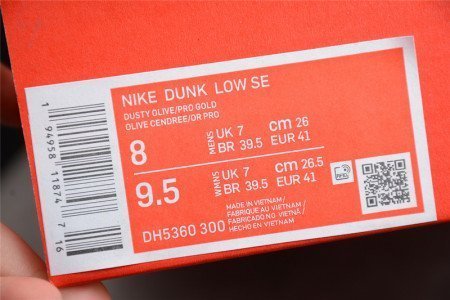 NIKE DUNK LOW SE
DUSTY OLIVE/PRO GOLD
OLIVE CENDREE/OR PRO
8 MENS UK 7 cm 26
BR 39.5 EUR 41
9.5 WMNS UK 7 cm 26.5
BR 39.5 EUR 41
MADE IN VIETNAM/
FABRIQUE AU VIETNAM/
FABRICADO NO VIETNÃ/
HECHO EN VIETNAM
DH5360 300
1 94958 11874 7 16